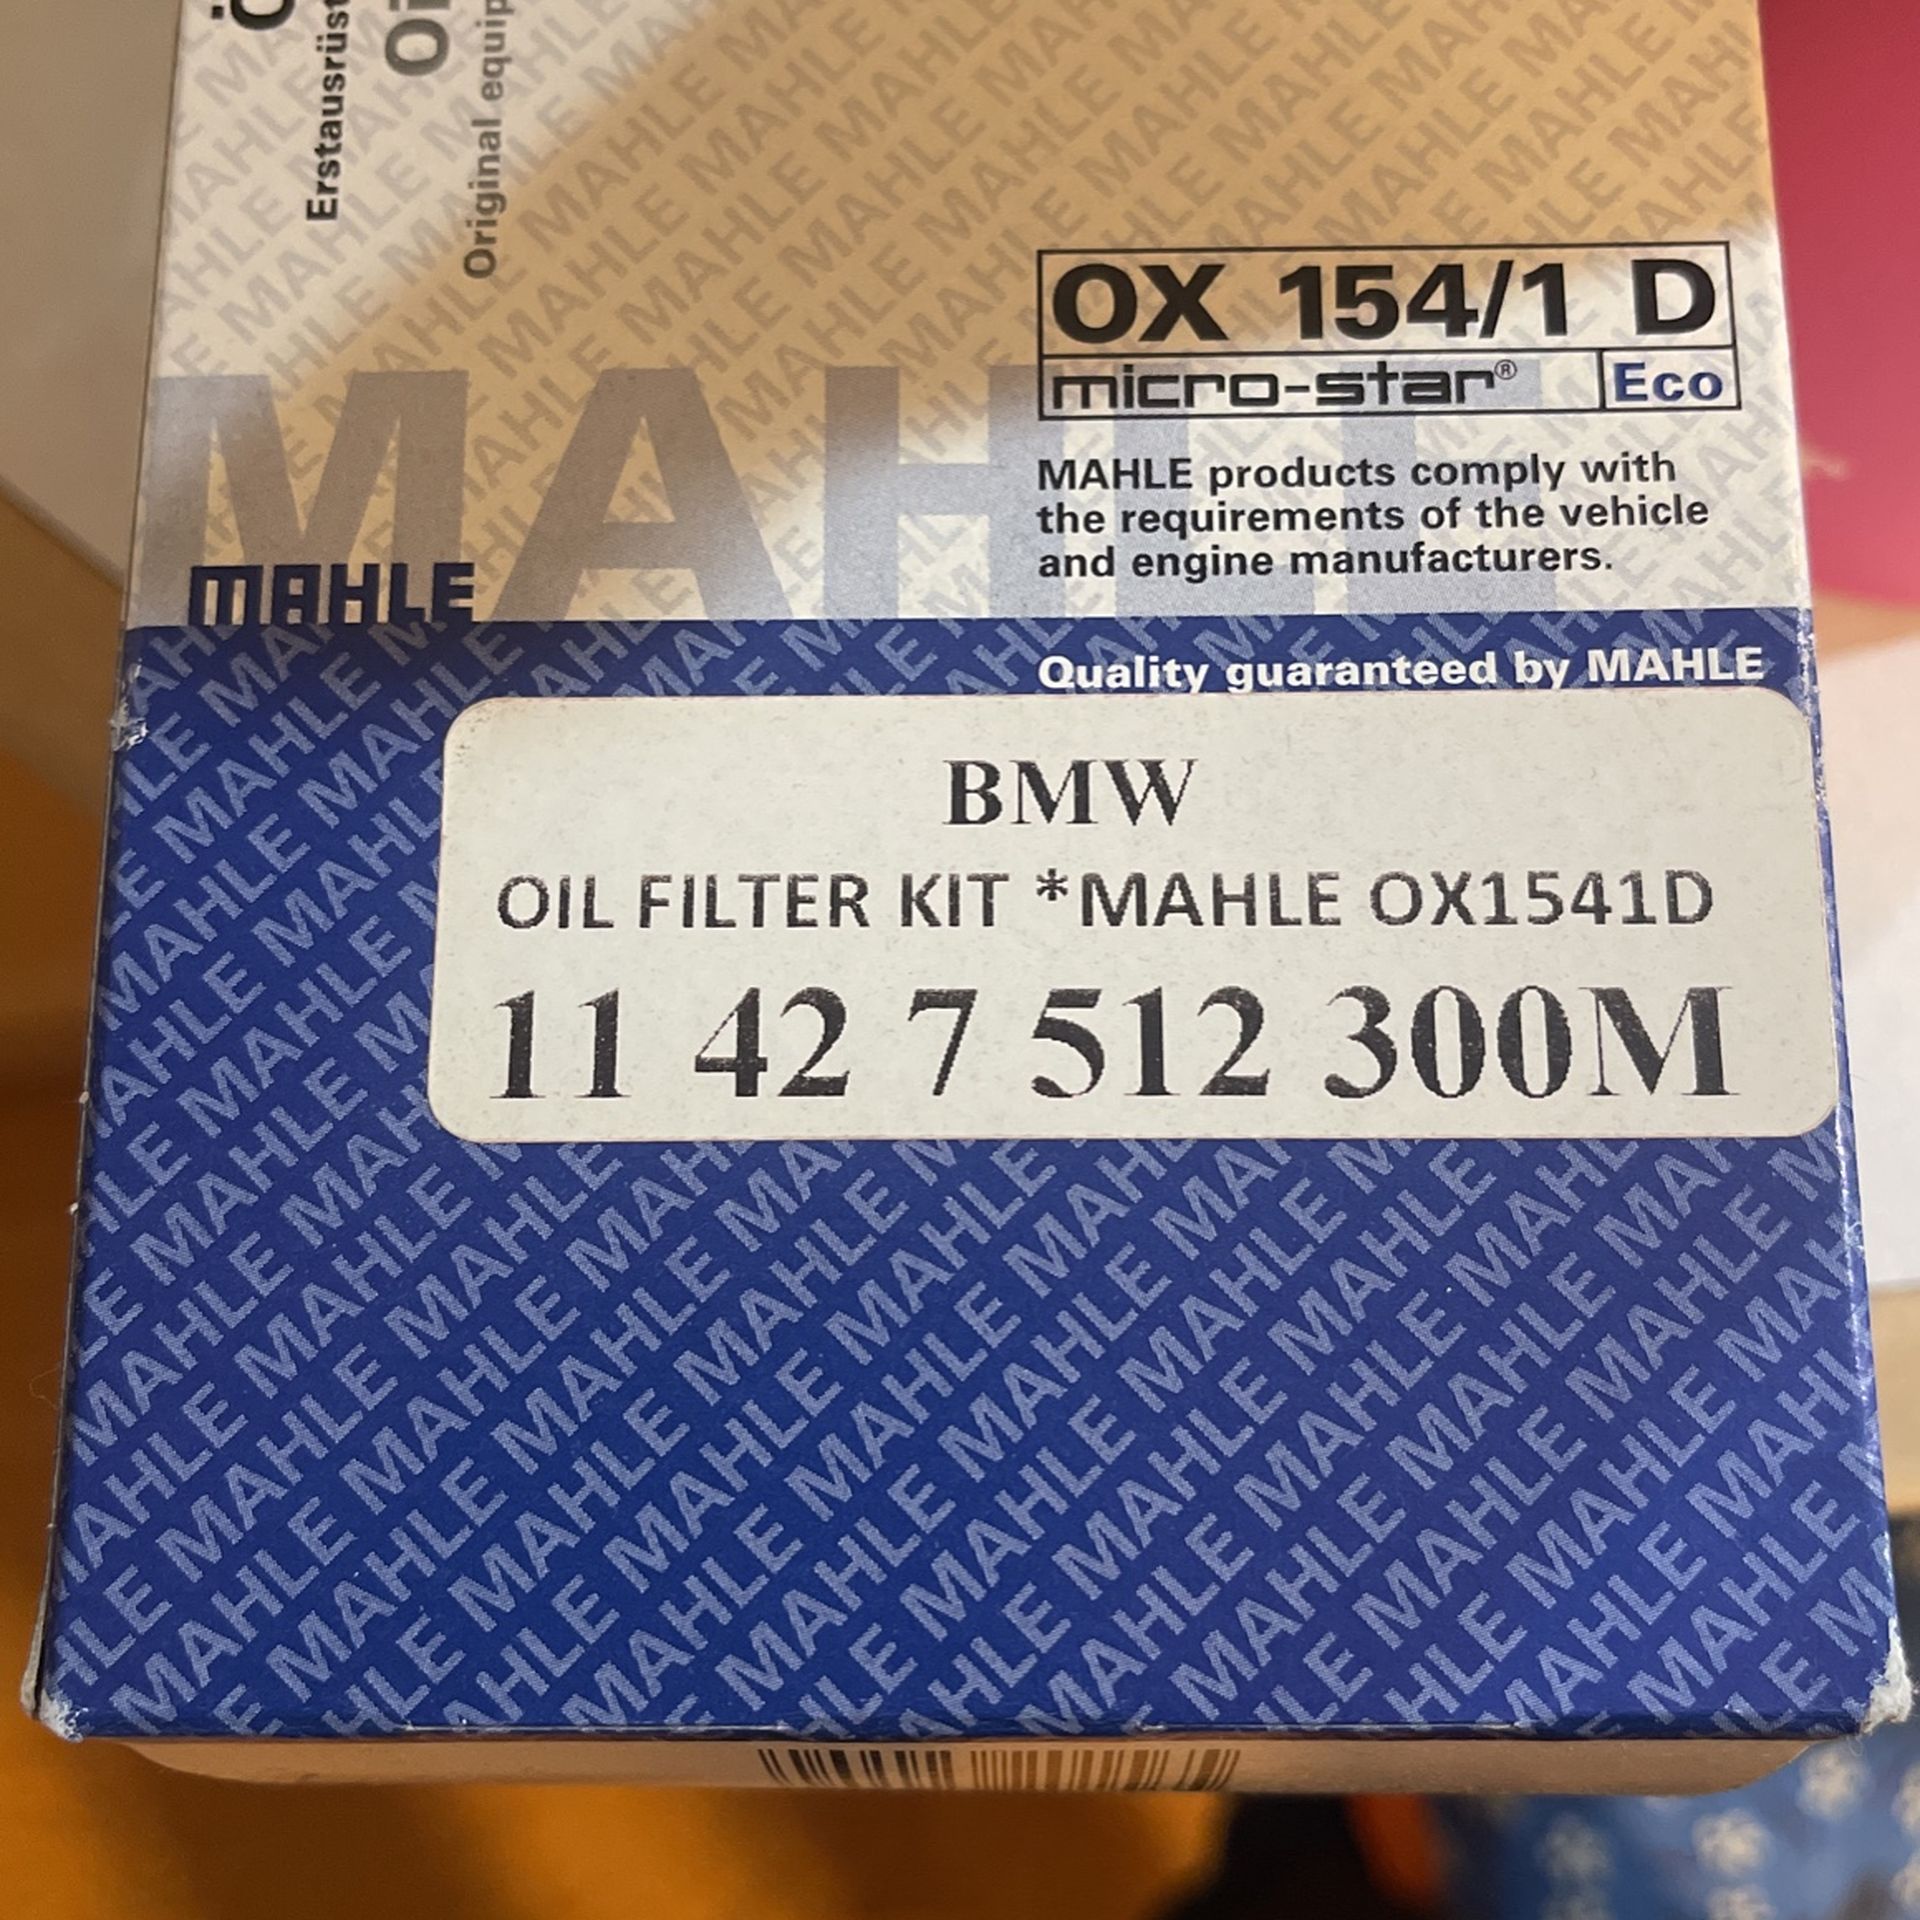 Original equip
OX 154/1 D
micro-star® Eco
MAHLE products comply with
the requirements of the vehicle
and engine manufacturers.
MAHLE
Quality guaranteed by MAHLE
BMW
OIL FILTER KIT *MAHLE OX1541D
11 42 7 512 300M